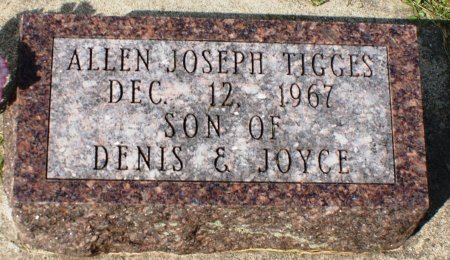 ALLEN JOSEPH TIGGES
DEC. 12, 1967
SON OF
DENIS & JOYCE